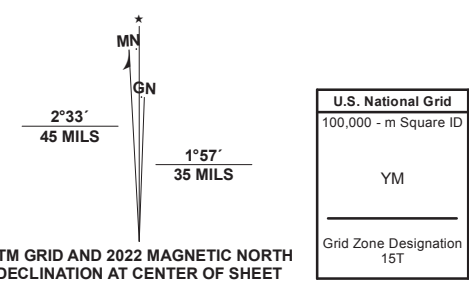 MN
GN
2°33´
45 MILS
1°57´
35 MILS
TM GRID AND 2022 MAGNETIC NORTH
DECLINATION AT CENTER OF SHEET
U.S. National Grid
100,000 - m Square ID
YM
Grid Zone Designation
15T